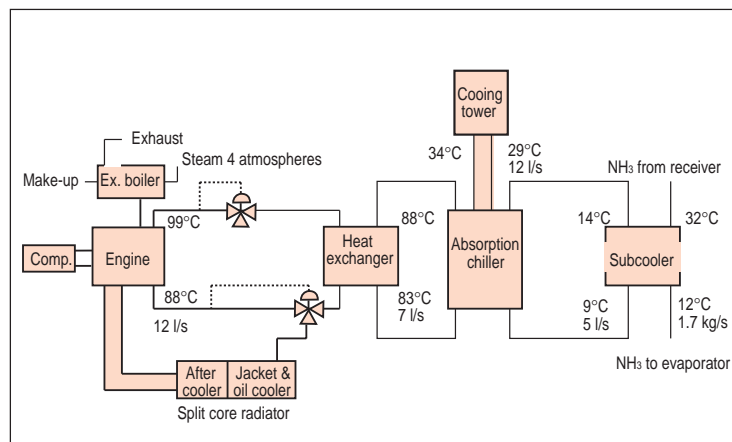 Cooing
tower
Exhaust
Steam 4 atmospheres
34°C
29°C
12 l/s
NH3 from receiver
Make-up
Ex. boiler
99°C
88°C
14°C
32°C
Comp.
Engine
Heat
exchanger
Absorption
chiller
Subcooler
88°C
12 l/s
83°C
7 l/s
9°C
5 l/s
12°C
1.7 kg/s
After
cooler
Jacket &
oil cooler
NH3 to evaporator
Split core radiator